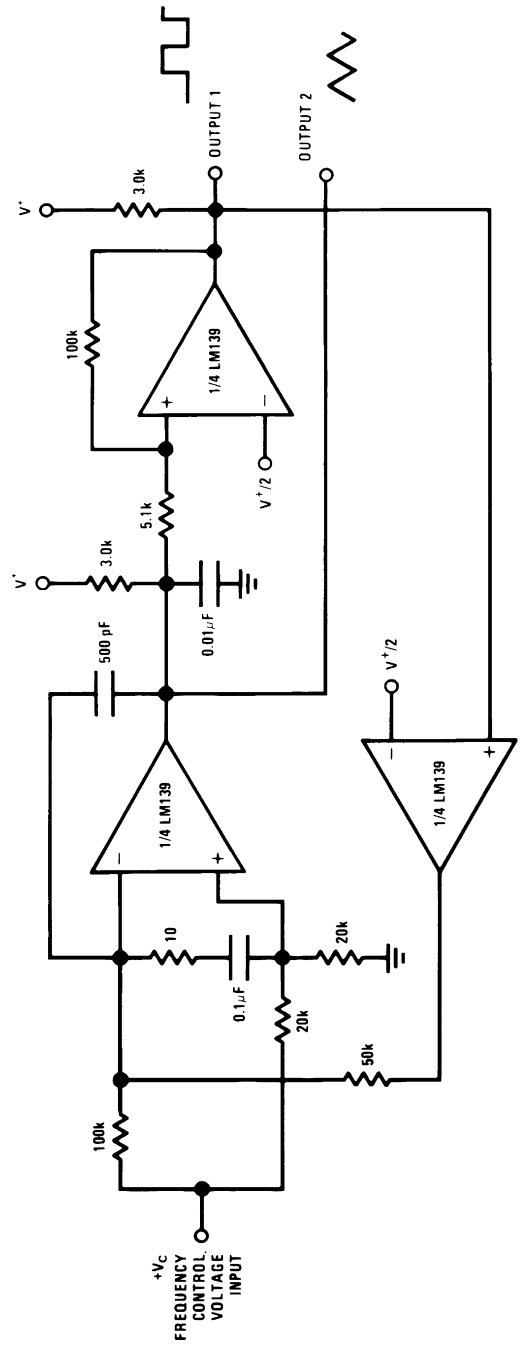 +VC
FREQUENCY
CONTROL.
VOLTAGE
INPUT
100k
50k
20k
0.1µF
10
20k
−
+
1/4 LM139
500 pF
V+
3.0k
0.01µF
5.1k
100k
+
−
1/4 LM139
V+/2
V+
3.0k
OUTPUT 1
OUTPUT 2
V+/2
−
+
1/4 LM139